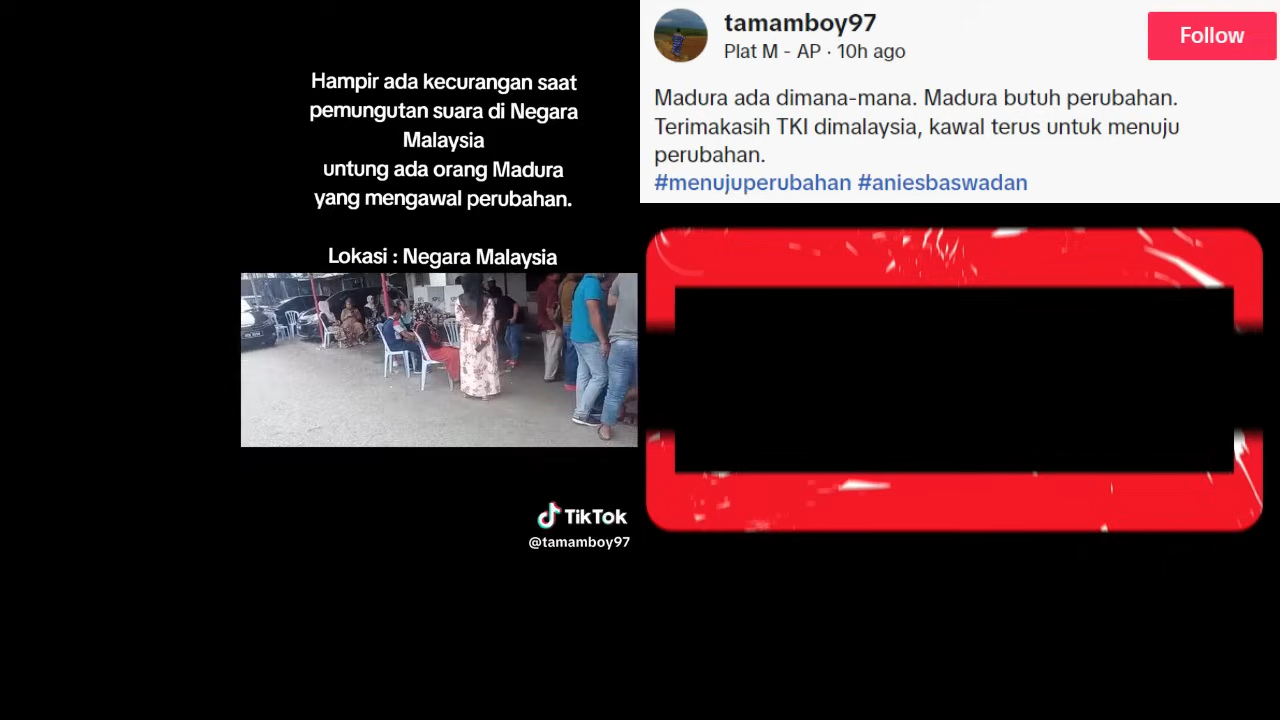 Hampir ada kecurangan saat
pemungutan suara di Negara
Malaysia
untung ada orang Madura
yang mengawal perubahan.
Lokasi : Negara Malaysia
TikTok
@tamamboy97
tamamboy97
Plat M - AP · 10h ago
Follow
Madura ada dimana-mana. Madura butuh perubahan.
Terimakasih TKI dimalaysia, kawal terus untuk menuju
perubahan.
#menujuperubahan #aniesbaswadan